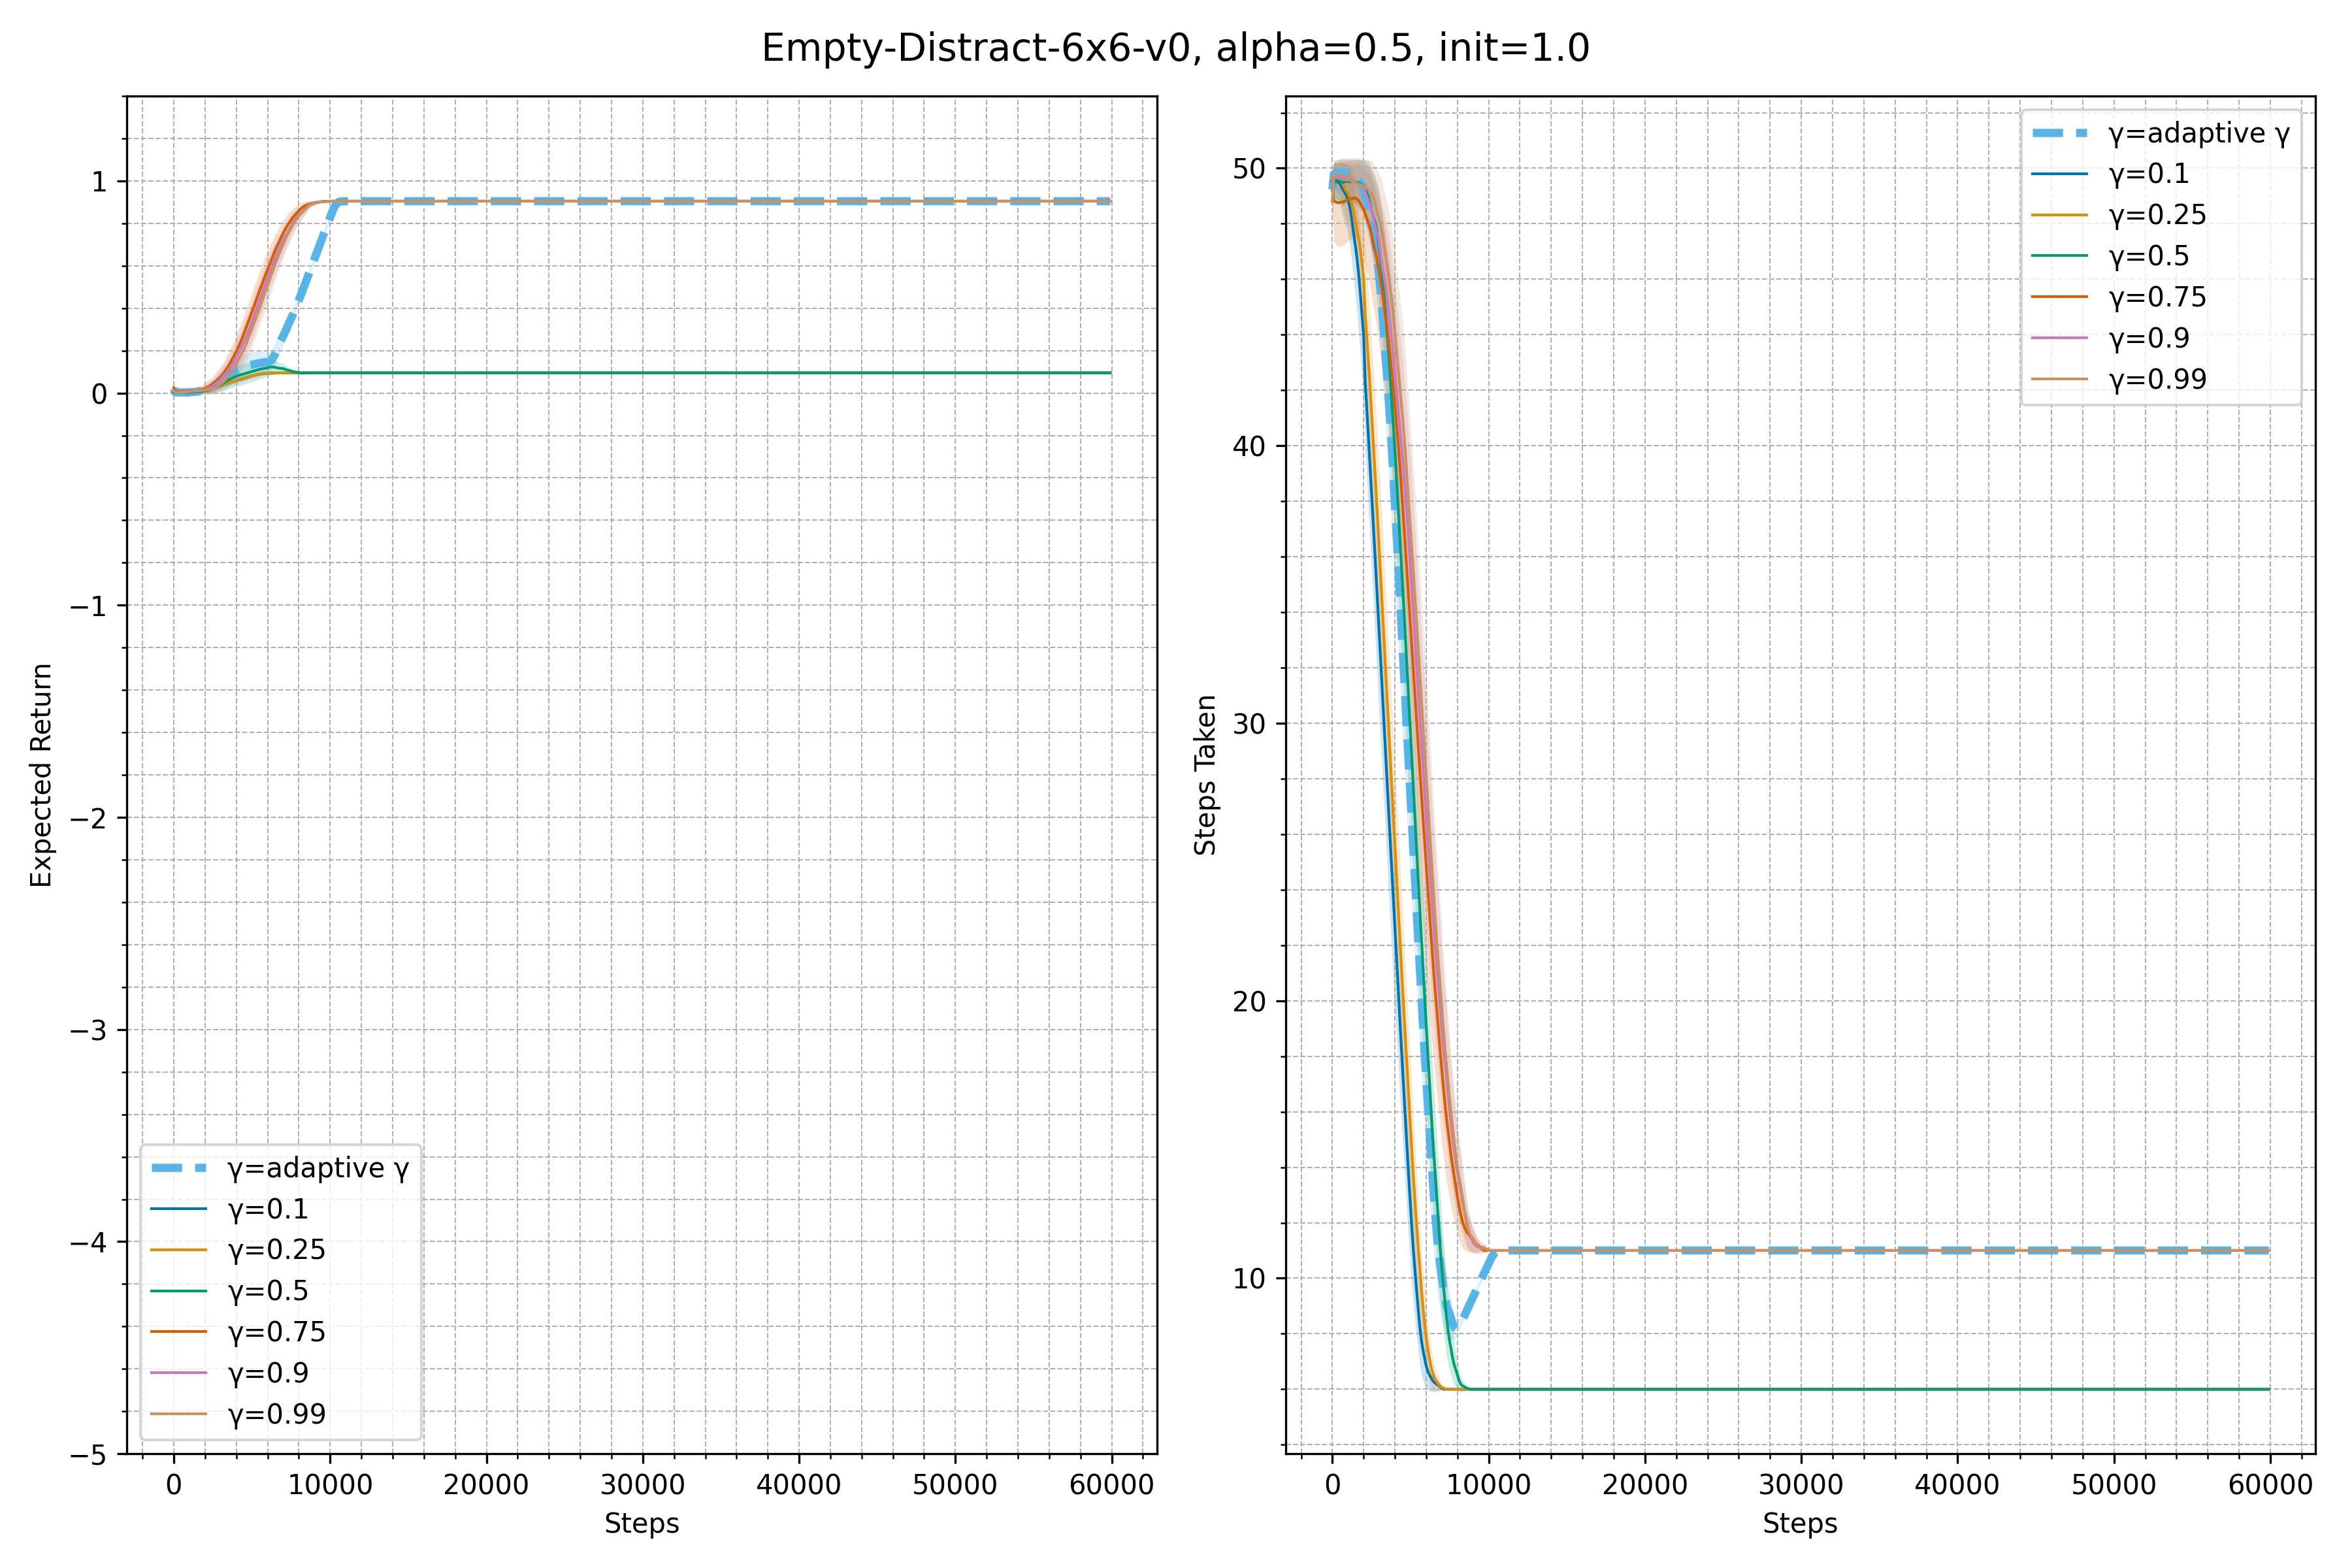 Empty-Distract-6x6-v0, alpha=0.5, init=1.0
Expected Return
1
0
−1
−2
−3
−4
−5
γ=adaptive γ
γ=0.1
γ=0.25
γ=0.5
γ=0.75
γ=0.9
γ=0.99
0 10000 20000 30000 40000 50000 60000
Steps
Steps Taken
50
40
30
20
10
γ=adaptive γ
γ=0.1
γ=0.25
γ=0.5
γ=0.75
γ=0.9
γ=0.99
0 10000 20000 30000 40000 50000 60000
Steps